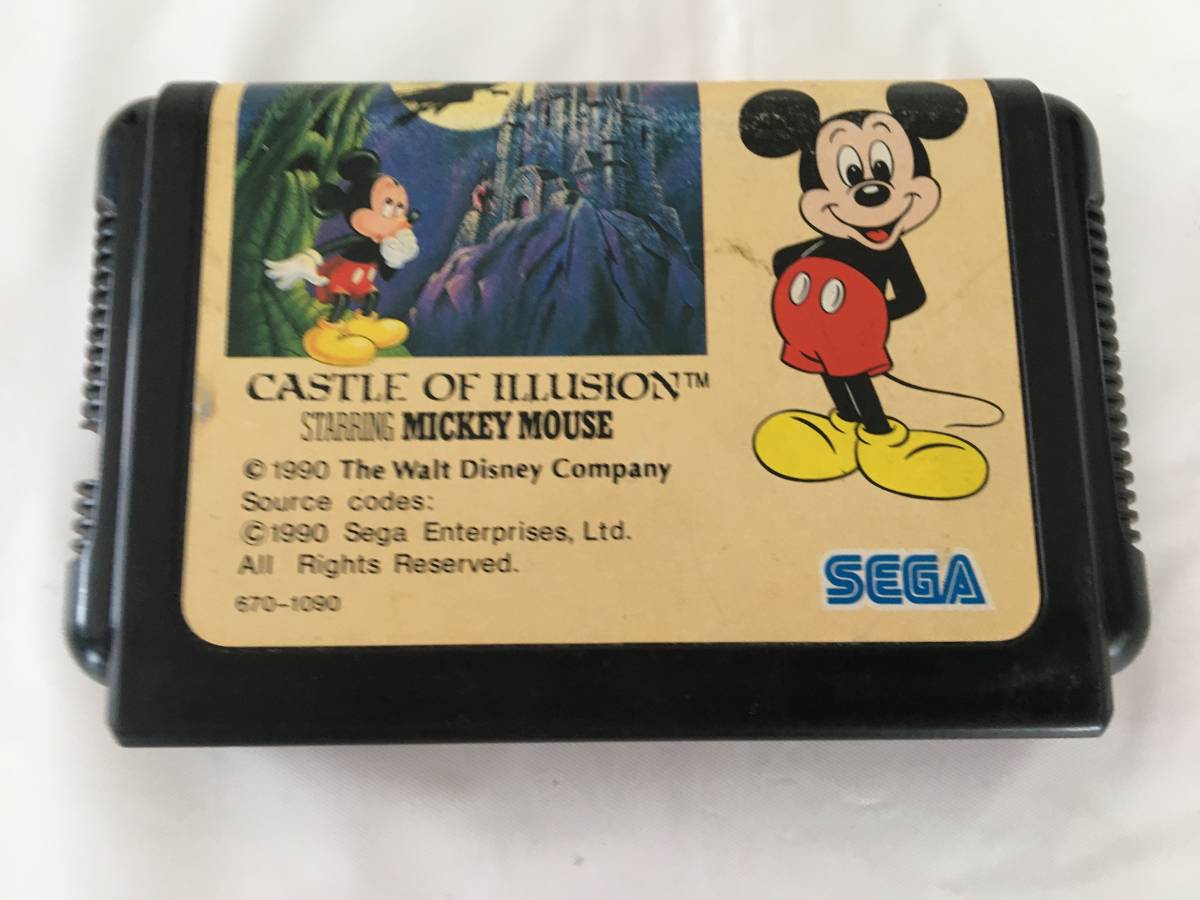 CASTLE OF ILLUSION™
STARRING MICKEY MOUSE
©1990 The Walt Disney Company
Source codes:
©1990 Sega Enterprises, Ltd.
All Rights Reserved.
670-1090
SEGA